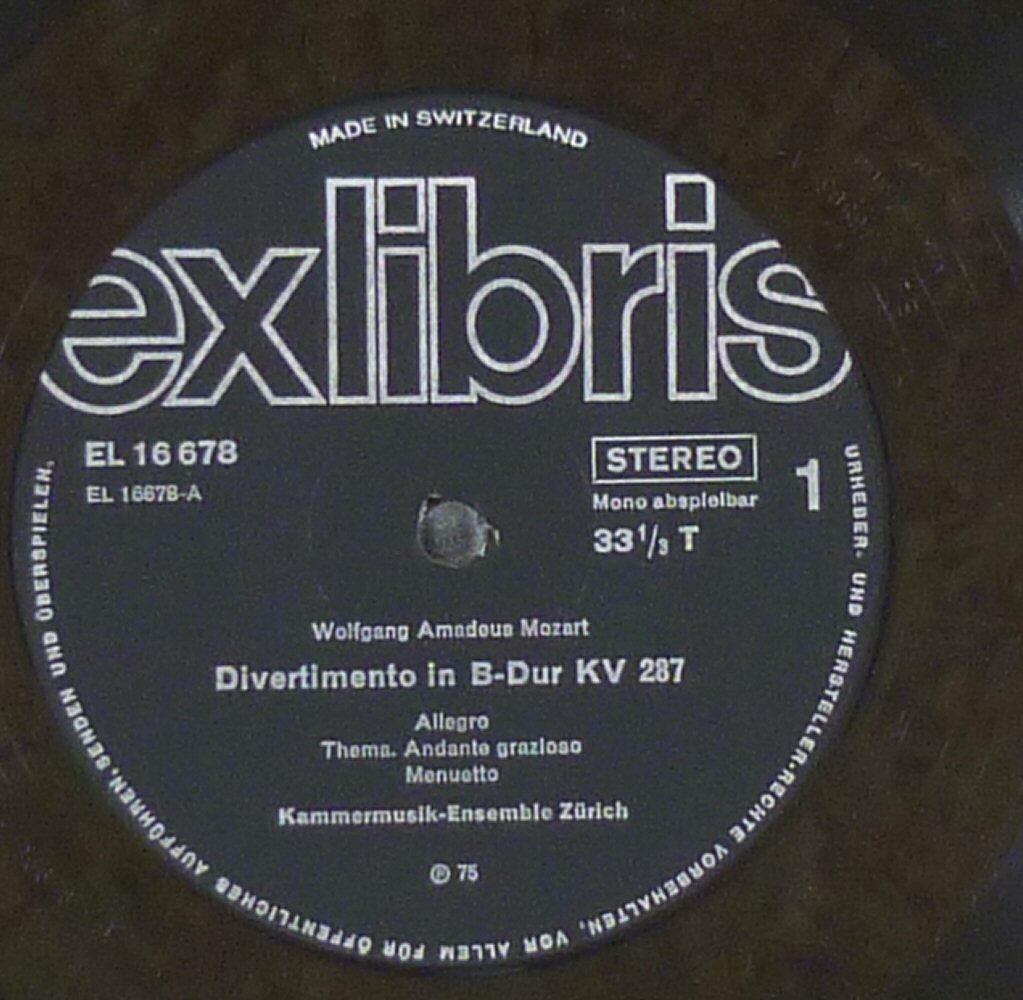 MADE IN SWITZERLAND
exlibris
EL 16 678
EL 16678-A
STEREO
Mono abspielbar
33 1/3 T
1
Wolfgang Amadeus Mozart
Divertimento in B-Dur KV 287
Allegro
Thema. Andante grazioso
Menuetto
Kammermusik-Ensemble Zürich
℗ 75
URHEBER- UND HERSTELLER-RECHTE VORBEHALTEN, VOR ALLEM FÜR ÖFFENTLICHES AUFFÜHREN, SENDEN UND ÜBERSPIELEN.